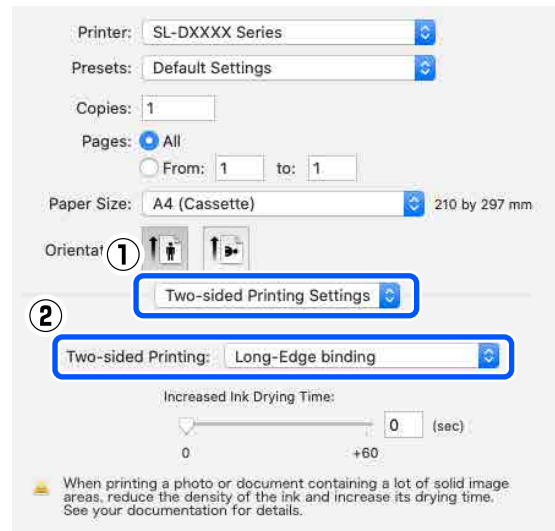 Printer: SL-DXXXX Series
Presets: Default Settings
Copies: 1
Pages: All
From: 1 to: 1
Paper Size: A4 (Cassette) 210 by 297 mm
Orientat
1
Two-sided Printing Settings
2
Two-sided Printing: Long-Edge binding
Increased Ink Drying Time:
0 (sec)
0 +60
When printing a photo or document containing a lot of solid image
areas, reduce the density of the ink and increase its drying time.
See your documentation for details.